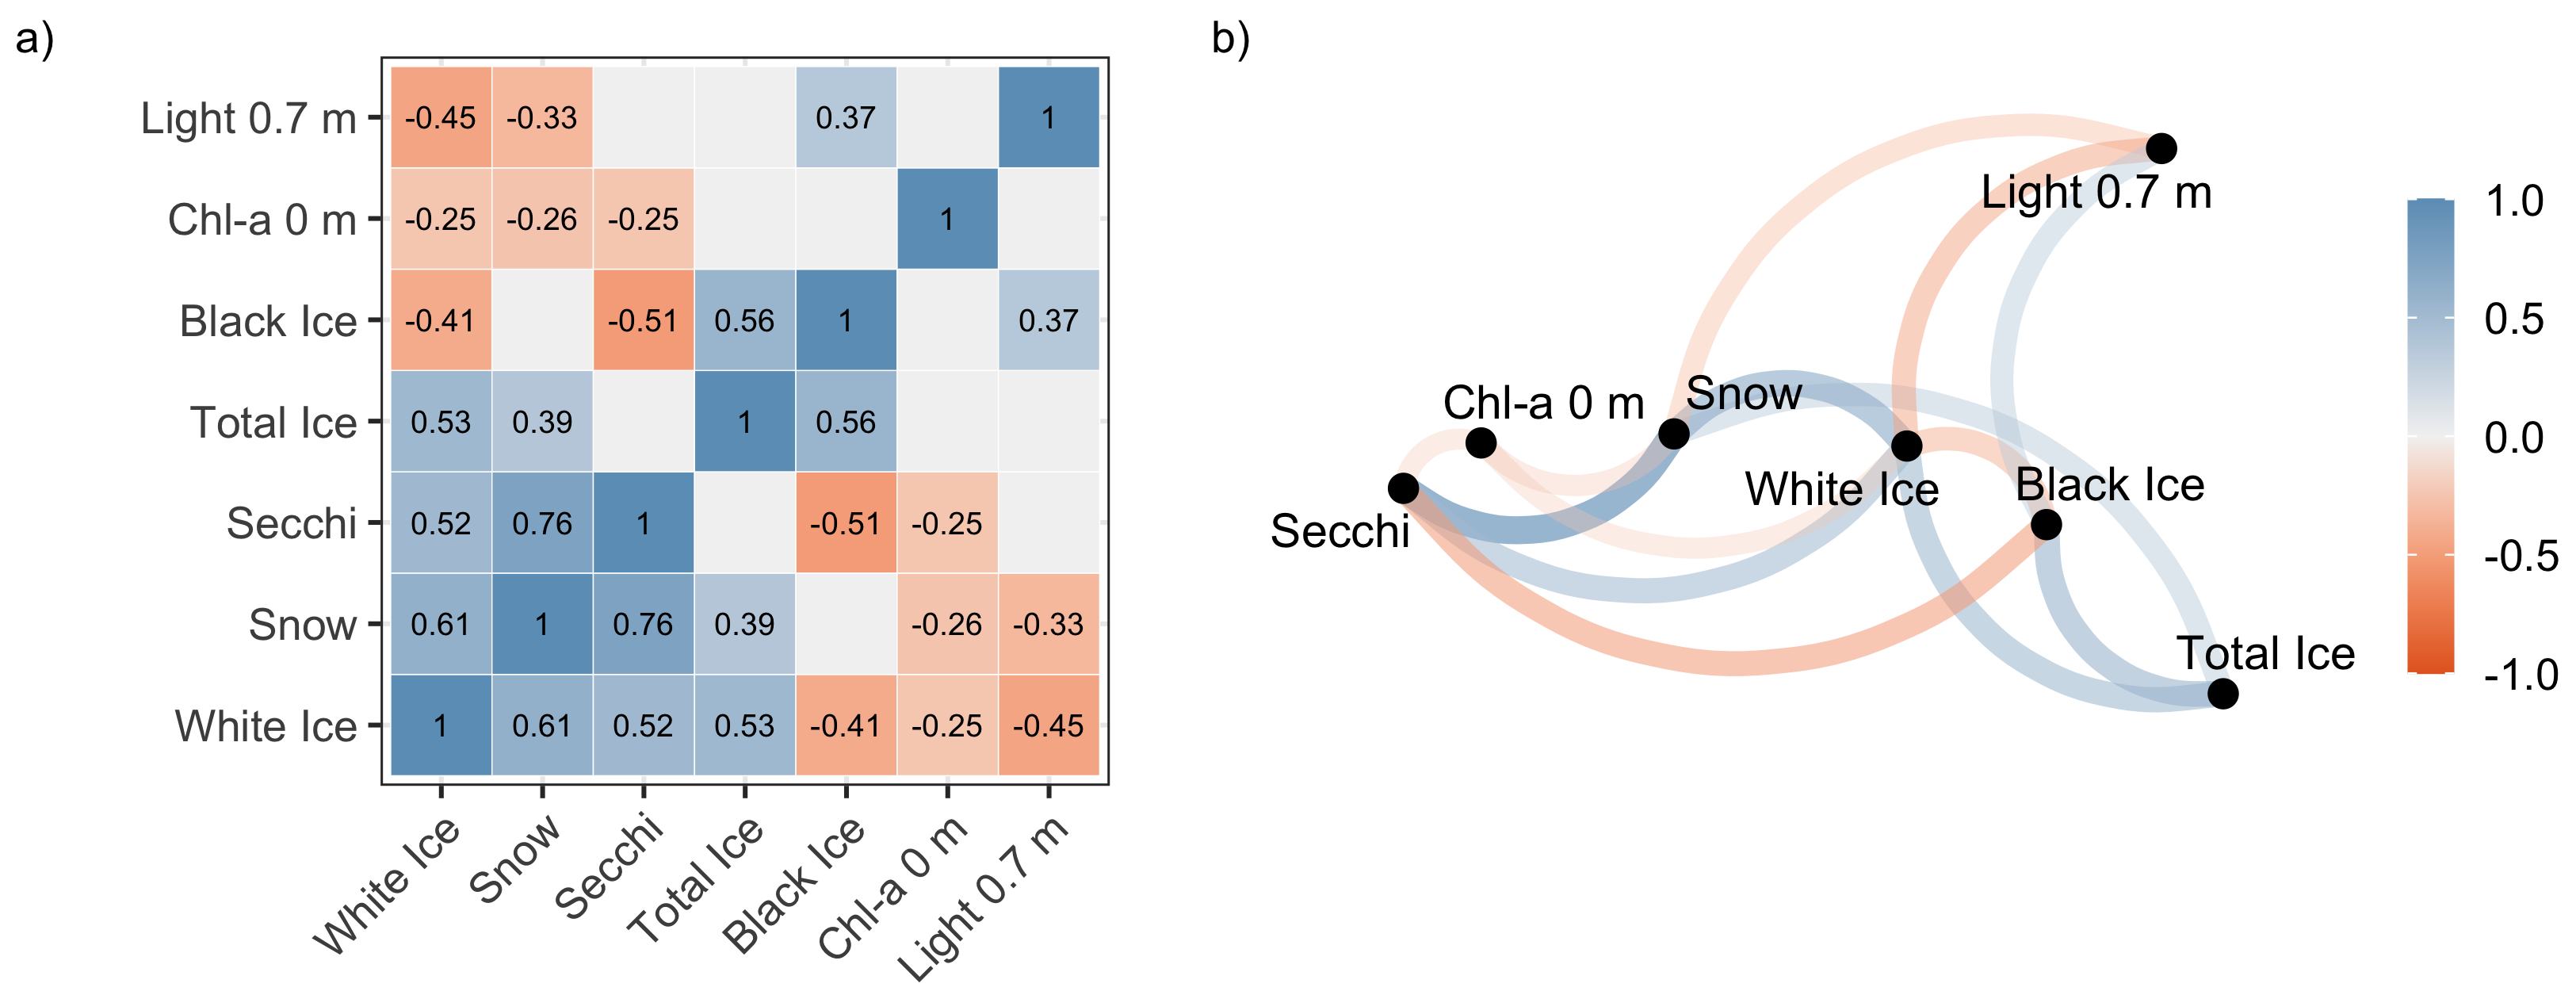 a)
Light 0.7 m -0.45 -0.33 0.37 1
Chl-a 0 m -0.25 -0.26 -0.25 1
Black Ice -0.41 -0.51 0.56 1 0.37
Total Ice 0.53 0.39 1 0.56
Secchi 0.52 0.76 1 -0.51 -0.25
Snow 0.61 1 0.76 0.39 -0.26 -0.33
White Ice 1 0.61 0.52 0.53 -0.41 -0.25 -0.45
White Ice
Snow
Secchi
Total Ice
Black Ice
Chl-a 0 m
Light 0.7 m
b)
Light 0.7 m
Chl-a 0 m
Snow
White Ice
Black Ice
Secchi
Total Ice
1.0
0.5
0.0
-0.5
-1.0